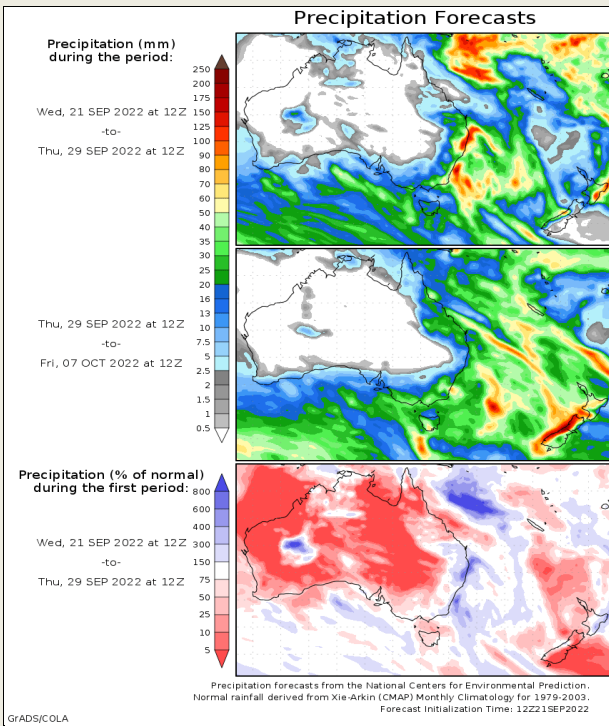 Precipitation Forecasts
Precipitation (mm)
during the period:
Wed, 21 SEP 2022 at 12Z
-to-
Thu, 29 SEP 2022 at 12Z
250
200
175
150
125
100
90
80
70
60
50
40
35
30
25
20
16
13
10
7.5
5
2.5
2
1.5
1
0.5
Thu, 29 SEP 2022 at 12Z
-to-
Fri, 07 OCT 2022 at 12Z
Precipitation (% of normal)
during the first period:
Wed, 21 SEP 2022 at 12Z
-to-
Thu, 29 SEP 2022 at 12Z
800
600
400
300
150
75
50
25
10
5
Precipitation forecasts from the National Centers for Environmental Prediction.
Normal rainfall derived from Xie-Arkin (CMAP) Monthly Climatology for 1979-2003.
Forecast Initialization Time: 12Z21SEP2022
GrADS/COLA